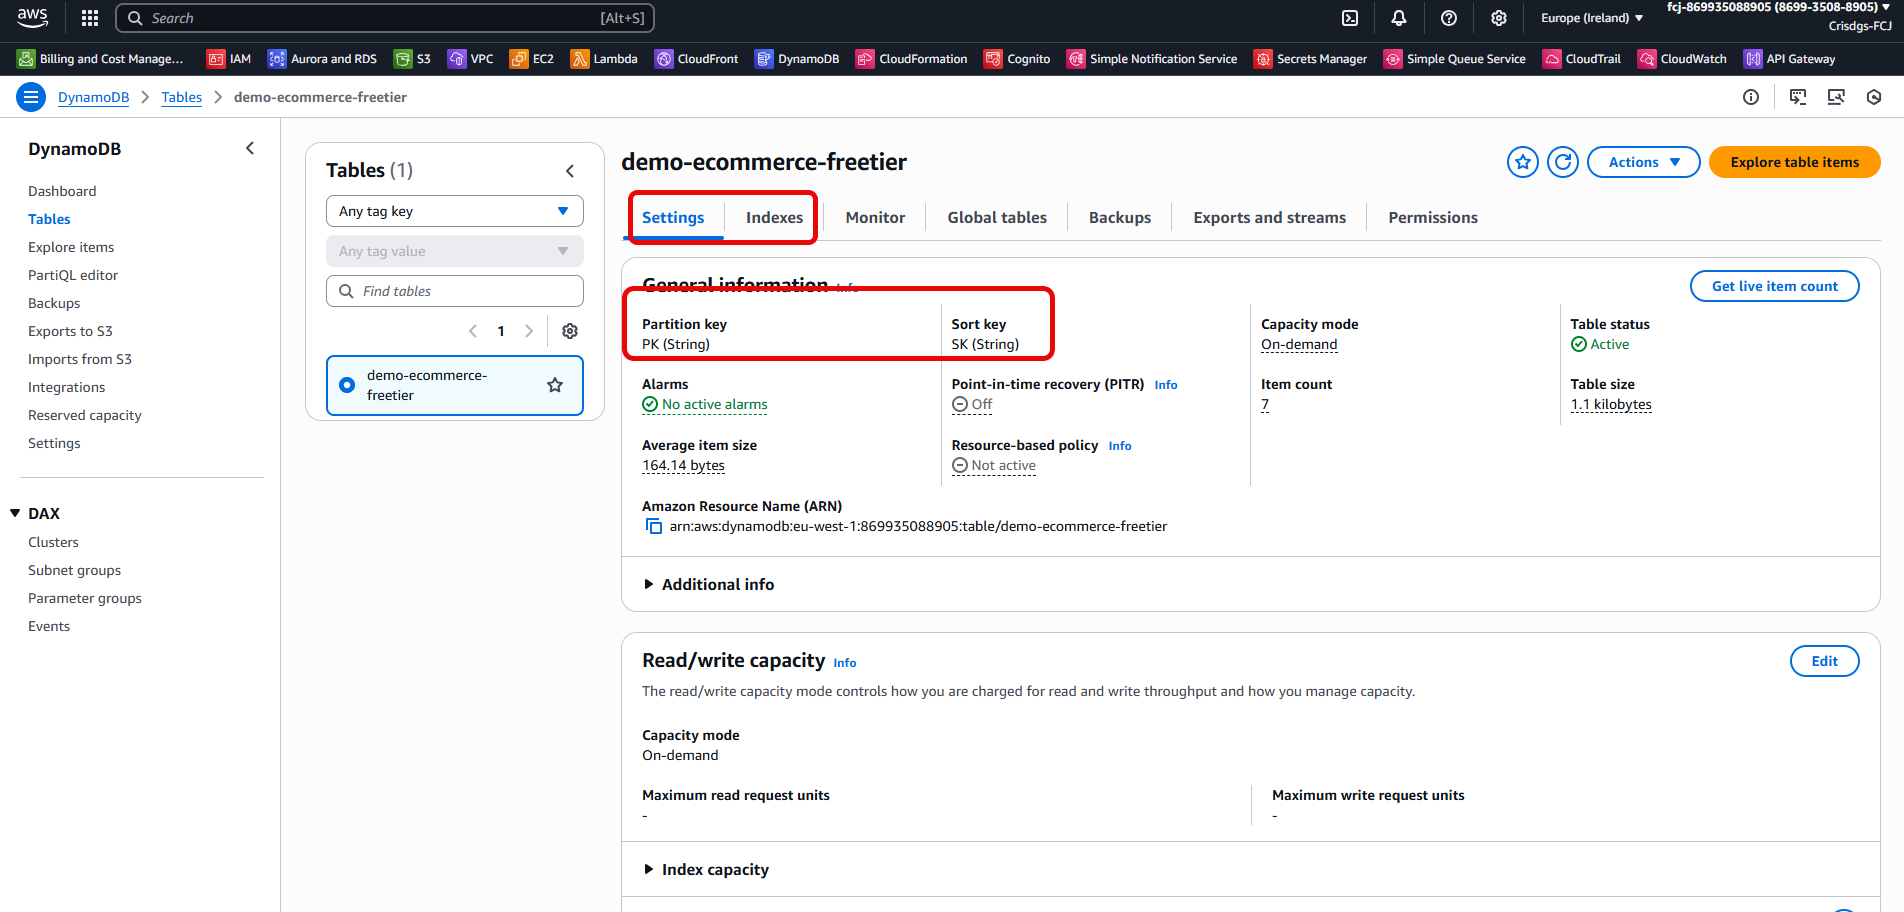 aws
Search [Alt+S]
Europe (Ireland)
fcj-869935088905 (8699-3508-8905)
Crisdgs-FCJ
Billing and Cost Manage... IAM Aurora and RDS S3 VPC EC2 Lambda CloudFront DynamoDB CloudFormation Cognito Simple Notification Service Secrets Manager Simple Queue Service CloudTrail CloudWatch API Gateway
DynamoDB Tables demo-ecommerce-freetier
DynamoDB
Dashboard
Tables
Explore items
PartiQL editor
Backups
Exports to S3
Imports from S3
Integrations
Reserved capacity
Settings
DAX
Clusters
Subnet groups
Parameter groups
Events
Tables (1)
Any tag key
Any tag value
Find tables
1
demo-ecommerce-
freetier
demo-ecommerce-freetier
Actions
Explore table items
Settings Indexes Monitor Global tables Backups Exports and streams Permissions
General information Info
Get live item count
Partition key
PK (String)
Sort key
SK (String)
Capacity mode
On-demand
Table status
Active
Alarms
No active alarms
Point-in-time recovery (PITR) Info
Off
Item count
7
Table size
1.1 kilobytes
Average item size
164.14 bytes
Resource-based policy Info
Not active
Amazon Resource Name (ARN)
arn:aws:dynamodb:eu-west-1:869935088905:table/demo-ecommerce-freetier
Additional info
Read/write capacity Info
Edit
The read/write capacity mode controls how you are charged for read and write throughput and how you manage capacity.
Capacity mode
On-demand
Maximum read request units
-
Maximum write request units
-
Index capacity